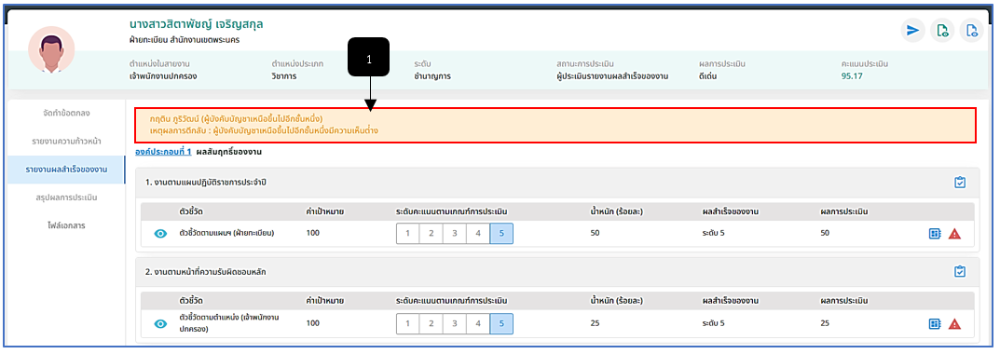 นางสาวสิตาพัชญ์ เจริญสกุล
ฝ่ายทะเบียน สำนักงานเขตพระนคร
ตำแหน่งในสายงาน ตำแหน่งประเภท ระดับ สถานะการประเมิน ผลการประเมิน คะแนนประเมิน
เจ้าพนักงานปกครอง วิชาการ ชำนาญการ ผู้ประเมินรายงานผลสำเร็จของงาน ดีเด่น 95.17
1
จัดทำข้อตกลง
รายงานความก้าวหน้า
รายงานผลสำเร็จของงาน
สรุปผลการประเมิน
ไฟล์เอกสาร
กฤติน ภูริวัฒน์ (ผู้บังคับบัญชาเหนือขึ้นไปอีกชั้นหนึ่ง)
เหตุผลการตีกลับ : ผู้บังคับบัญชาเหนือขึ้นไปอีกชั้นหนึ่งมีความเห็นต่าง
องค์ประกอบที่ 1 ผลสัมฤทธิ์ของงาน
1. งานตามแผนปฏิบัติราชการประจำปี
ตัวชี้วัด ค่าเป้าหมาย ระดับคะแนนตามเกณฑ์การประเมิน น้ำหนัก (ร้อยละ) ผลสำเร็จของงาน ผลการประเมิน
ตัวชี้วัดตามแผนฯ (ฝ่ายทะเบียน) 100 1 2 3 4 5 50 ระดับ 5 50
2. งานตามหน้าที่ความรับผิดชอบหลัก
ตัวชี้วัด ค่าเป้าหมาย ระดับคะแนนตามเกณฑ์การประเมิน น้ำหนัก (ร้อยละ) ผลสำเร็จของงาน ผลการประเมิน
ตัวชี้วัดตามตำแหน่ง (เจ้าพนักงาน
ปกครอง) 100 1 2 3 4 5 25 ระดับ 5 25